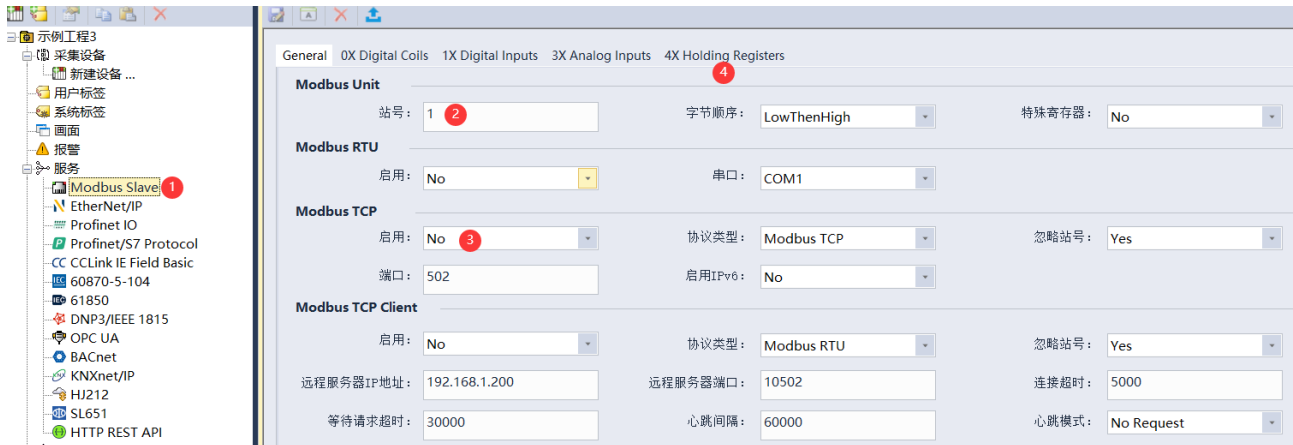 示例工程3
采集设备
新建设备 ...
用户标签
系统标签
画面
报警
服务
Modbus Slave 1
EtherNet/IP
Profinet IO
Profinet/S7 Protocol
CC CCLink IE Field Basic
IEC 60870-5-104
61850
DNP3/IEEE 1815
OPC UA
BACnet
KNXnet/IP
HJ212
SL651
HTTP REST API
General 0X Digital Coils 1X Digital Inputs 3X Analog Inputs 4X Holding Registers
4
Modbus Unit
站号: 1 2 字节顺序: LowThenHigh 特殊寄存器: No
Modbus RTU
启用: No 串口: COM1
Modbus TCP
启用: No 3 协议类型: Modbus TCP 忽略站号: Yes
端口: 502 启用IPv6: No
Modbus TCP Client
启用: No 协议类型: Modbus RTU 忽略站号: Yes
远程服务器IP地址: 192.168.1.200 远程服务器端口: 10502 连接超时: 5000
等待请求超时: 30000 心跳间隔: 60000 心跳模式: No Request